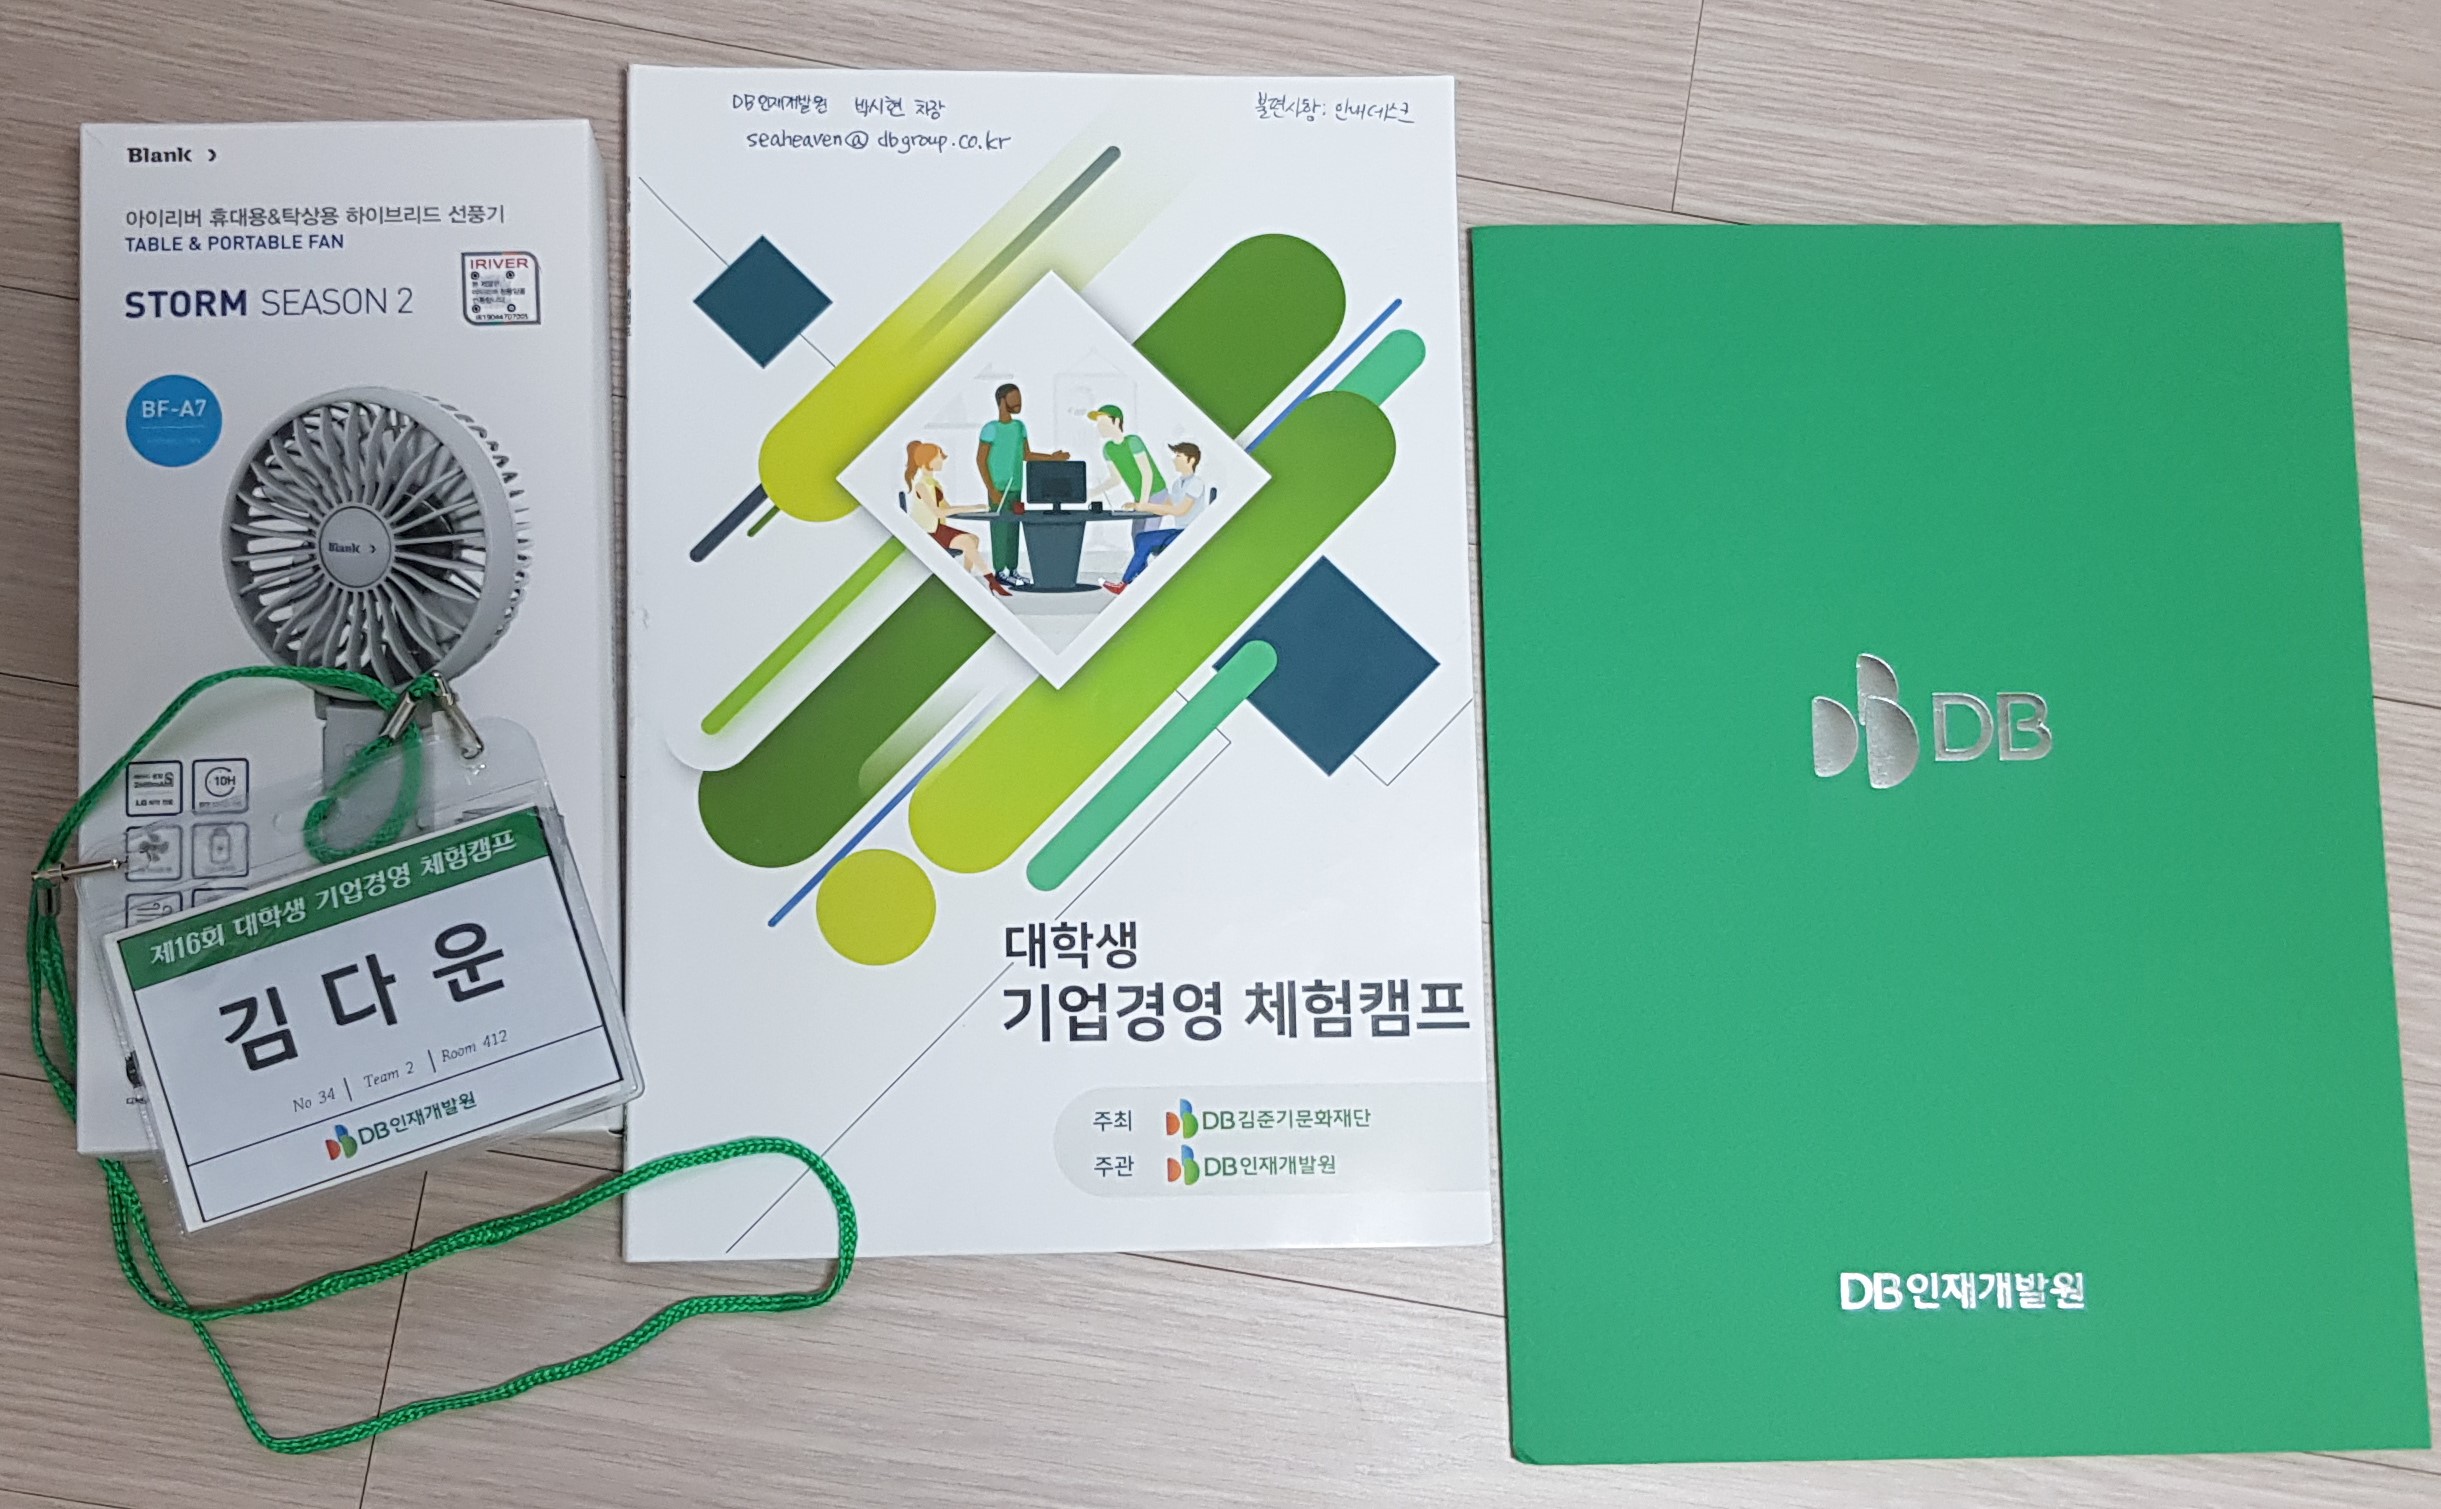 Blank
아이리버 휴대용&탁상용 하이브리드 선풍기
TABLE & PORTABLE FAN
STORM SEASON 2
IRIVER
BF-A7
Blank
10H
제16회 대학생 기업경영 체험캠프
김다운
No 34 | Team 2 | Room 412
DB인재개발원
DB인재개발원 박시현 차장
seaheaven@dbgroup.co.kr
불편사항: 안내데스크
대학생
기업경영 체험캠프
주최 DB김준기문화재단
주관 DB인재개발원
DB
DB인재개발원